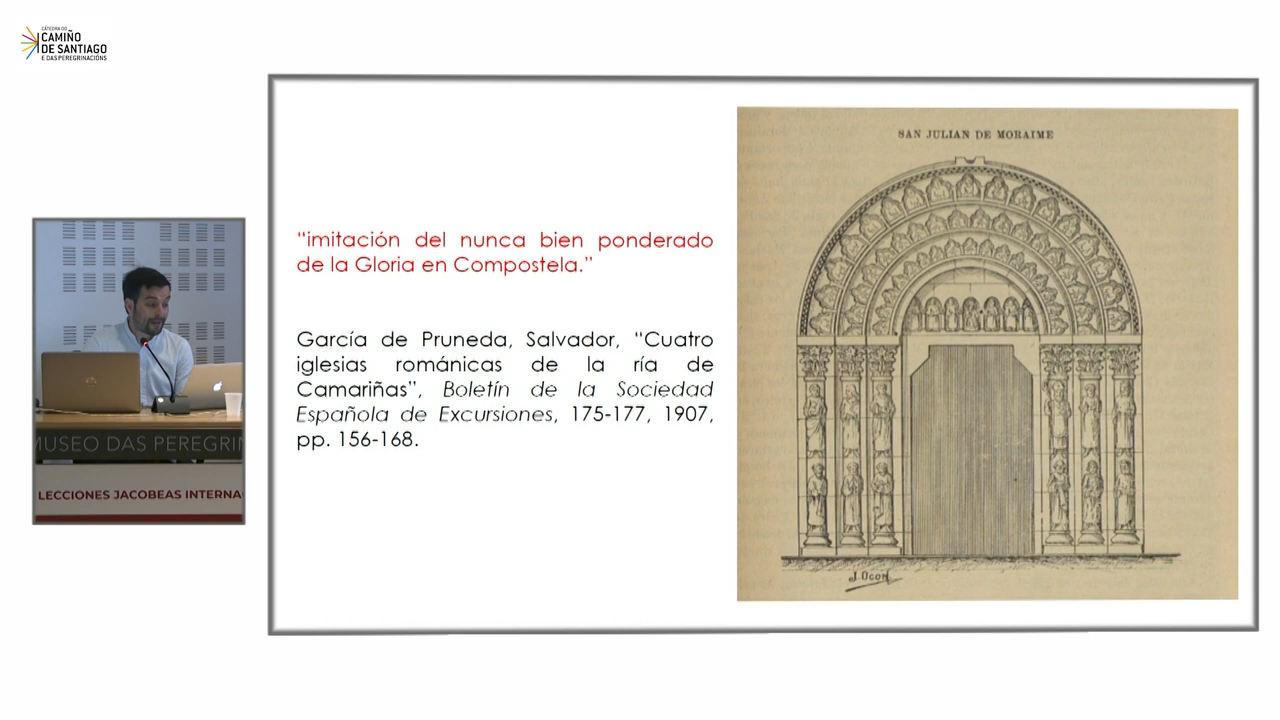 CÁTEDRA DO
CAMIÑO
DE SANTIAGO
E DAS PEREGRINACIÓNS
“imitación del nunca bien ponderado
de la Gloria en Compostela.”
García de Pruneda, Salvador, “Cuatro
iglesias románicas de la ría de
Camariñas”, Boletín de la Sociedad
Española de Excursiones, 175-177, 1907,
pp. 156-168.
SAN JULIAN DE MORAIME
J. Ocon
MUSEO DAS PEREGRIN
LECCIONES JACOBEAS INTERNA